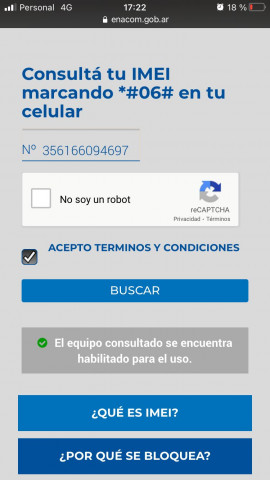 Personal 4G 17:22 18 %
enacom.gob.ar
Consultá tu IMEI
marcando *#06# en tu
celular
Nº 356166094697
No soy un robot
reCAPTCHA
Privacidad - Términos
ACEPTO TERMINOS Y CONDICIONES
BUSCAR
El equipo consultado se encuentra
habilitado para el uso.
¿QUÉ ES IMEI?
¿POR QUÉ SE BLOQUEA?